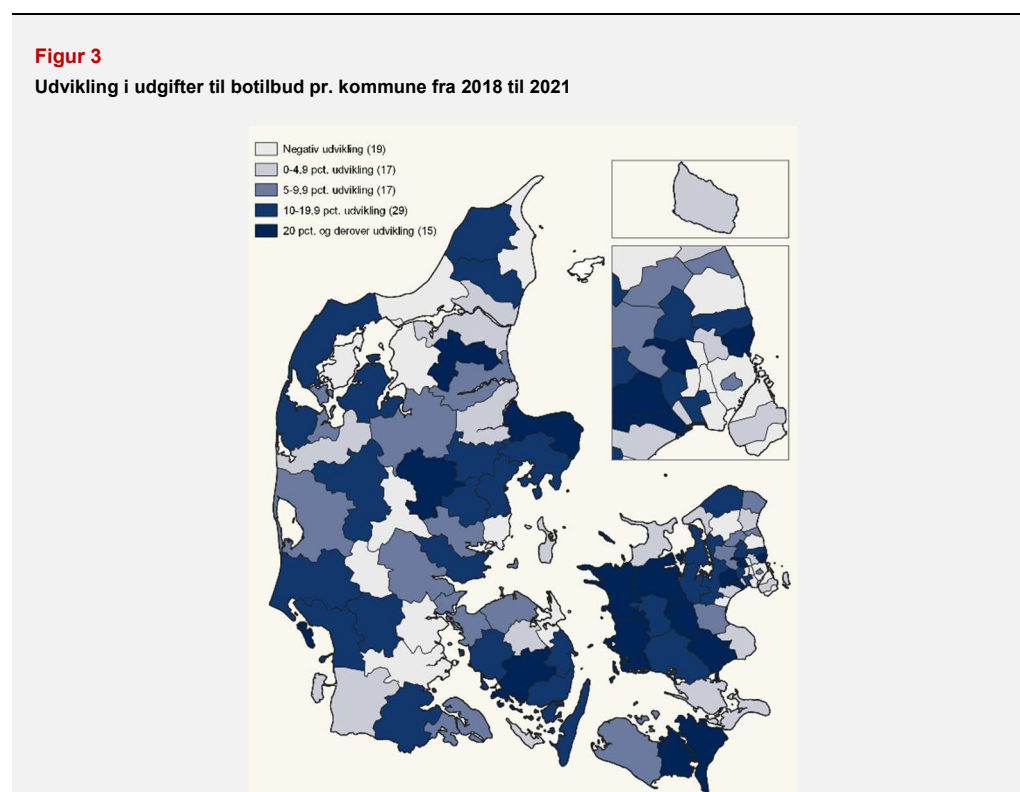 Figur 3
Udvikling i udgifter til botilbud pr. kommune fra 2018 til 2021
Negativ udvikling (19)
0-4,9 pct. udvikling (17)
5-9,9 pct. udvikling (17)
10-19,9 pct. udvikling (29)
20 pct. og derover udvikling (15)